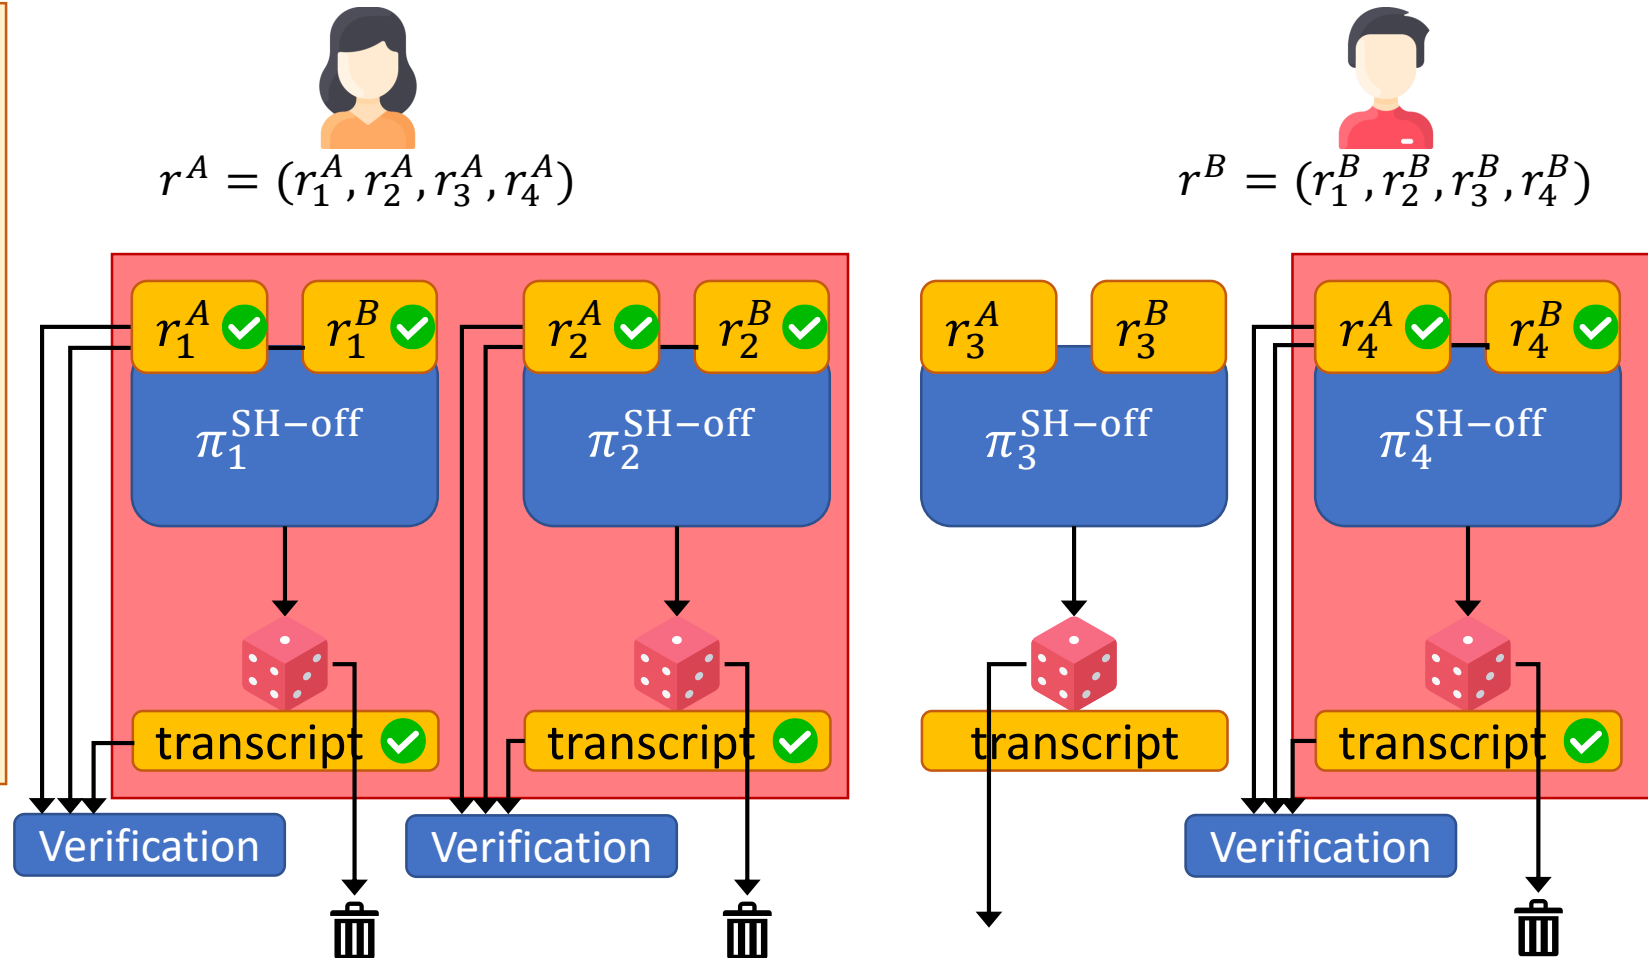 r^A = (r_1^A, r_2^A, r_3^A, r_4^A)
r^B = (r_1^B, r_2^B, r_3^B, r_4^B)
r_1^A r_1^B r_2^A r_2^B r_3^A r_3^B r_4^A r_4^B
π_1^{SH−off} π_2^{SH−off} π_3^{SH−off} π_4^{SH−off}
transcript transcript transcript transcript
Verification Verification Verification